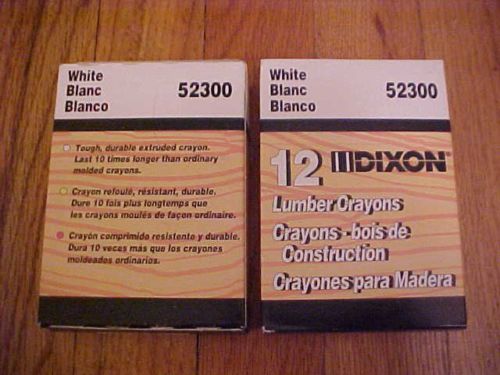 White
Blanc
Blanco
52300
Tough, durable extruded crayon.
Last 10 times longer than ordinary
molded crayons.
Crayon refoulé, résistant, durable.
Dure 10 fois plus longtemps que
les crayons moulés de façon ordinaire.
Crayón comprimido resistento y durable.
Dura 10 veces más que los crayones
moldeados ordinarios.
White
Blanc
Blanco
52300
12 DIXON®
Lumber Crayons
Crayons -bois de
Construction
Crayones para Madera